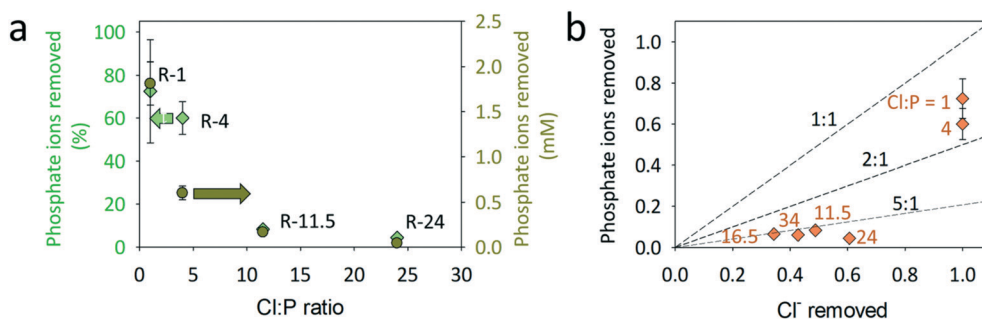 a
Phosphate ions removed
(%)
100
80
60
40
20
0
R-1
R-4
R-11.5
R-24
2.5
2.0
1.5
1.0
0.5
0.0
Phosphate ions removed
(mM)
0 5 10 15 20 25 30
Cl:P ratio
b
Phosphate ions removed
1.0
0.8
0.6
0.4
0.2
0.0
1:1
2:1
5:1
Cl:P = 1
4
16.5
34
11.5
24
0.0 0.2 0.4 0.6 0.8 1.0
Cl⁻ removed